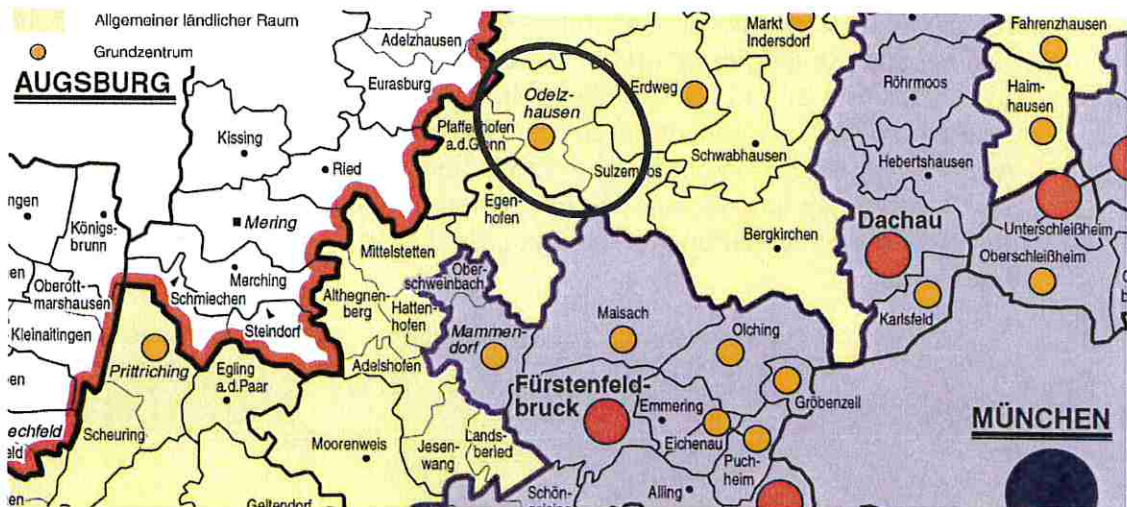 Allgemeiner ländlicher Raum
Grundzentrum
AUGSBURG
Adelzhausen
Eurasburg
Kissing
Ried
Mering
Königs-
brunn
Merching
Schmiechen
Oberott-
marshausen
Kleinaitingen
Steindorf
Prittriching
Egling
a.d.Paar
Scheuring
Moorenweis
Geltendorf
Markt
Indersdorf
Fahrenzhausen
Odelz-
hausen
Erdweg
Röhrmoos
Haim-
hausen
Pfaffenhofen
a.d.Glonn
Sulzemoos
Schwabhausen
Hebertshausen
Egen-
hofen
Bergkirchen
Dachau
Unterschleißheim
Oberschleißheim
Karlsfeld
Mittelstetten
Ober-
schweinbach
Althegnen-
berg
Hatten-
hofen
Mammen-
dorf
Adelshofen
Maisach
Olching
Gröbenzell
Fürstenfeld-
bruck
Emmering
Eichenau
Puch-
heim
MÜNCHEN
Jesen-
wang
Lands-
beried
Schön-
Alling